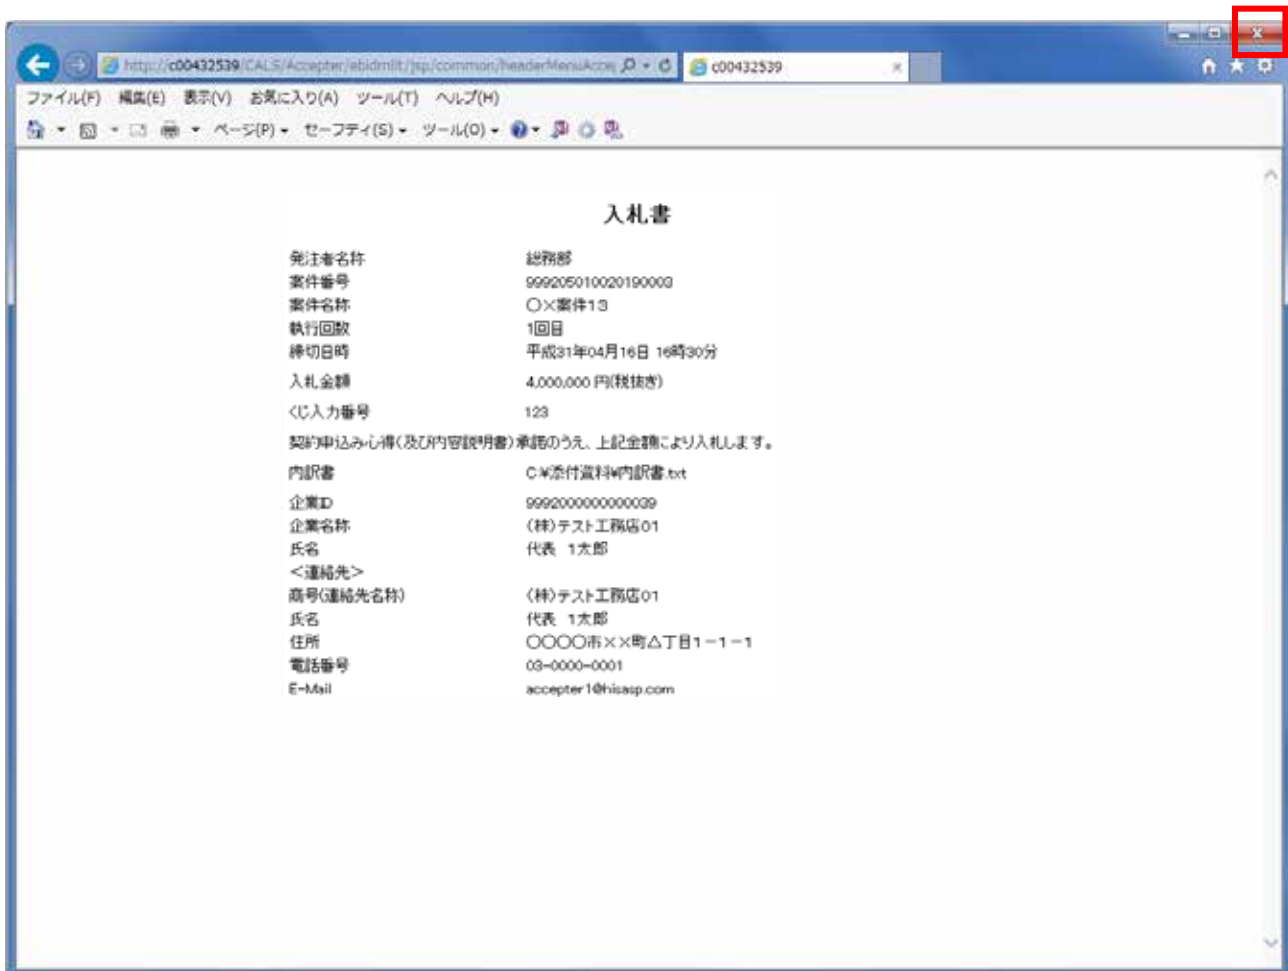 http://c00432539/CALS/Accepter/ebidmlit/jsp/common/headerMenuAccep
c00432539
ファイル(F) 編集(E) 表示(V) お気に入り(A) ツール(T) ヘルプ(H)
ページ(P) セーフティ(S) ツール(O)
入札書
発注者名称 総務部
案件番号 999205010020190003
案件名称 〇×案件13
執行回数 1回目
締切日時 平成31年04月16日 16時30分
入札金額 4,000,000 円(税抜き)
くじ入力番号 123
契約申込み心得(及び内容説明書)承諾のうえ、上記金額により入札します。
内訳書 C:¥添付資料¥内訳書.txt
企業ID 9992000000000039
企業名称 (株)テスト工務店01
氏名 代表 1太郎
<連絡先>
商号(連絡先名称) (株)テスト工務店01
氏名 代表 1太郎
住所 〇〇〇〇市××町△丁目1-1-1
電話番号 03-0000-0001
E-Mail accepter1@hisasp.com